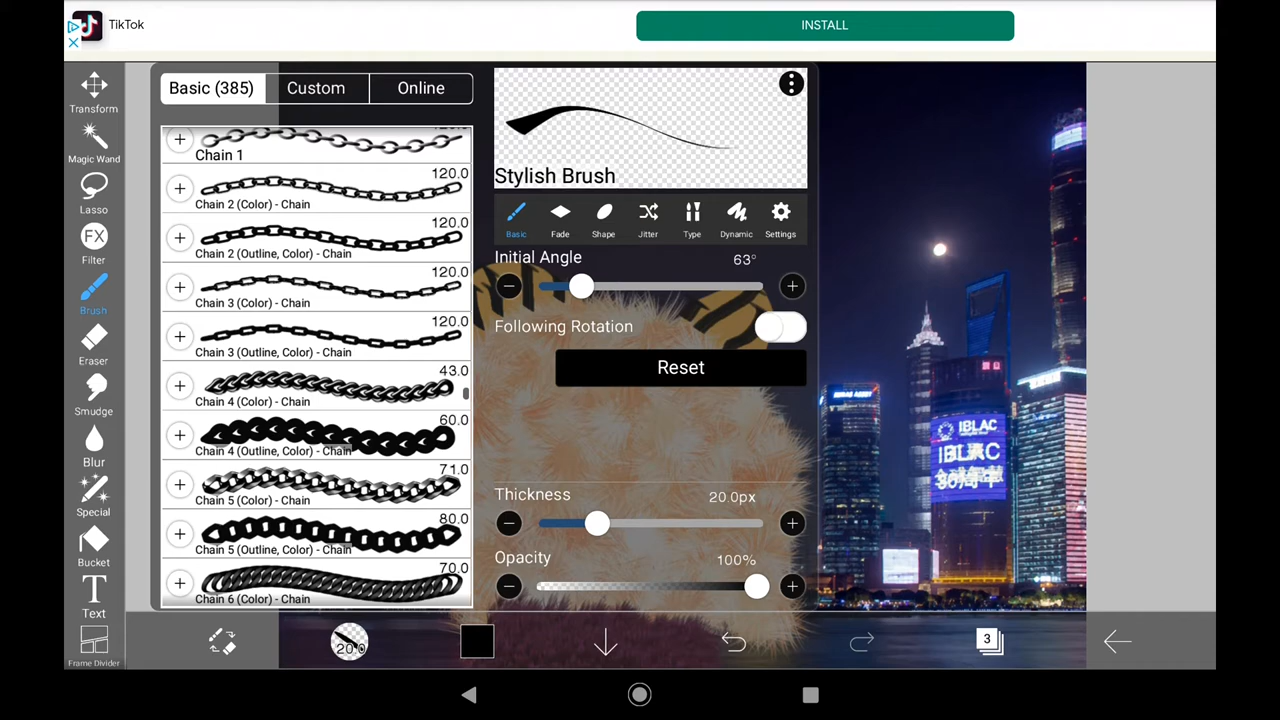 TikTok
INSTALL
Transform
Magic Wand
Lasso
FX
Filter
Brush
Eraser
Smudge
Blur
Special
Bucket
T
Text
Frame Divider
Basic (385)
Custom
Online
Chain 1
120.0
Chain 2 (Color) - Chain
120.0
Chain 2 (Outline, Color) - Chain
120.0
Chain 3 (Color) - Chain
120.0
Chain 3 (Outline, Color) - Chain
43.0
Chain 4 (Color) - Chain
60.0
Chain 4 (Outline, Color) - Chain
71.0
Chain 5 (Color) - Chain
80.0
Chain 5 (Outline, Color) - Chain
70.0
Chain 6 (Color) - Chain
Stylish Brush
Basic
Fade
Shape
Jitter
Type
Dynamic
Settings
Initial Angle
63°
Following Rotation
Reset
Thickness
20.0px
Opacity
100%
IBLAC
20.0
3